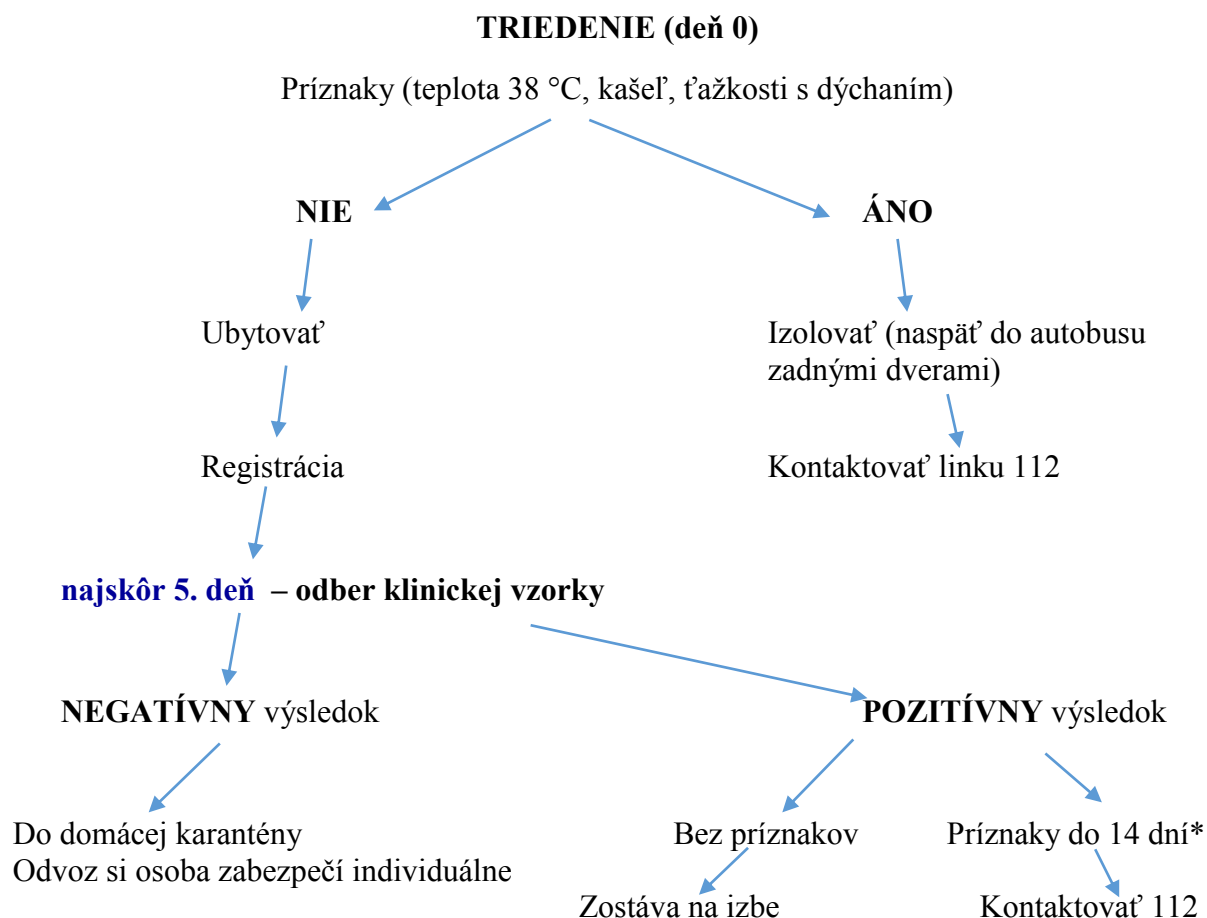 TRIEDENIE (deň 0)
Príznaky (teplota 38 °C, kašeľ, ťažkosti s dýchaním)
NIE
ÁNO
Ubytovať
Izolovať (naspäť do autobusu
zadnými dverami)
Registrácia
Kontaktovať linku 112
najskôr 5. deň – odber klinickej vzorky
NEGATÍVNY výsledok
POZITÍVNY výsledok
Do domácej karantény
Odvoz si osoba zabezpečí individuálne
Bez príznakov
Príznaky do 14 dní*
Zostáva na izbe
Kontaktovať 112